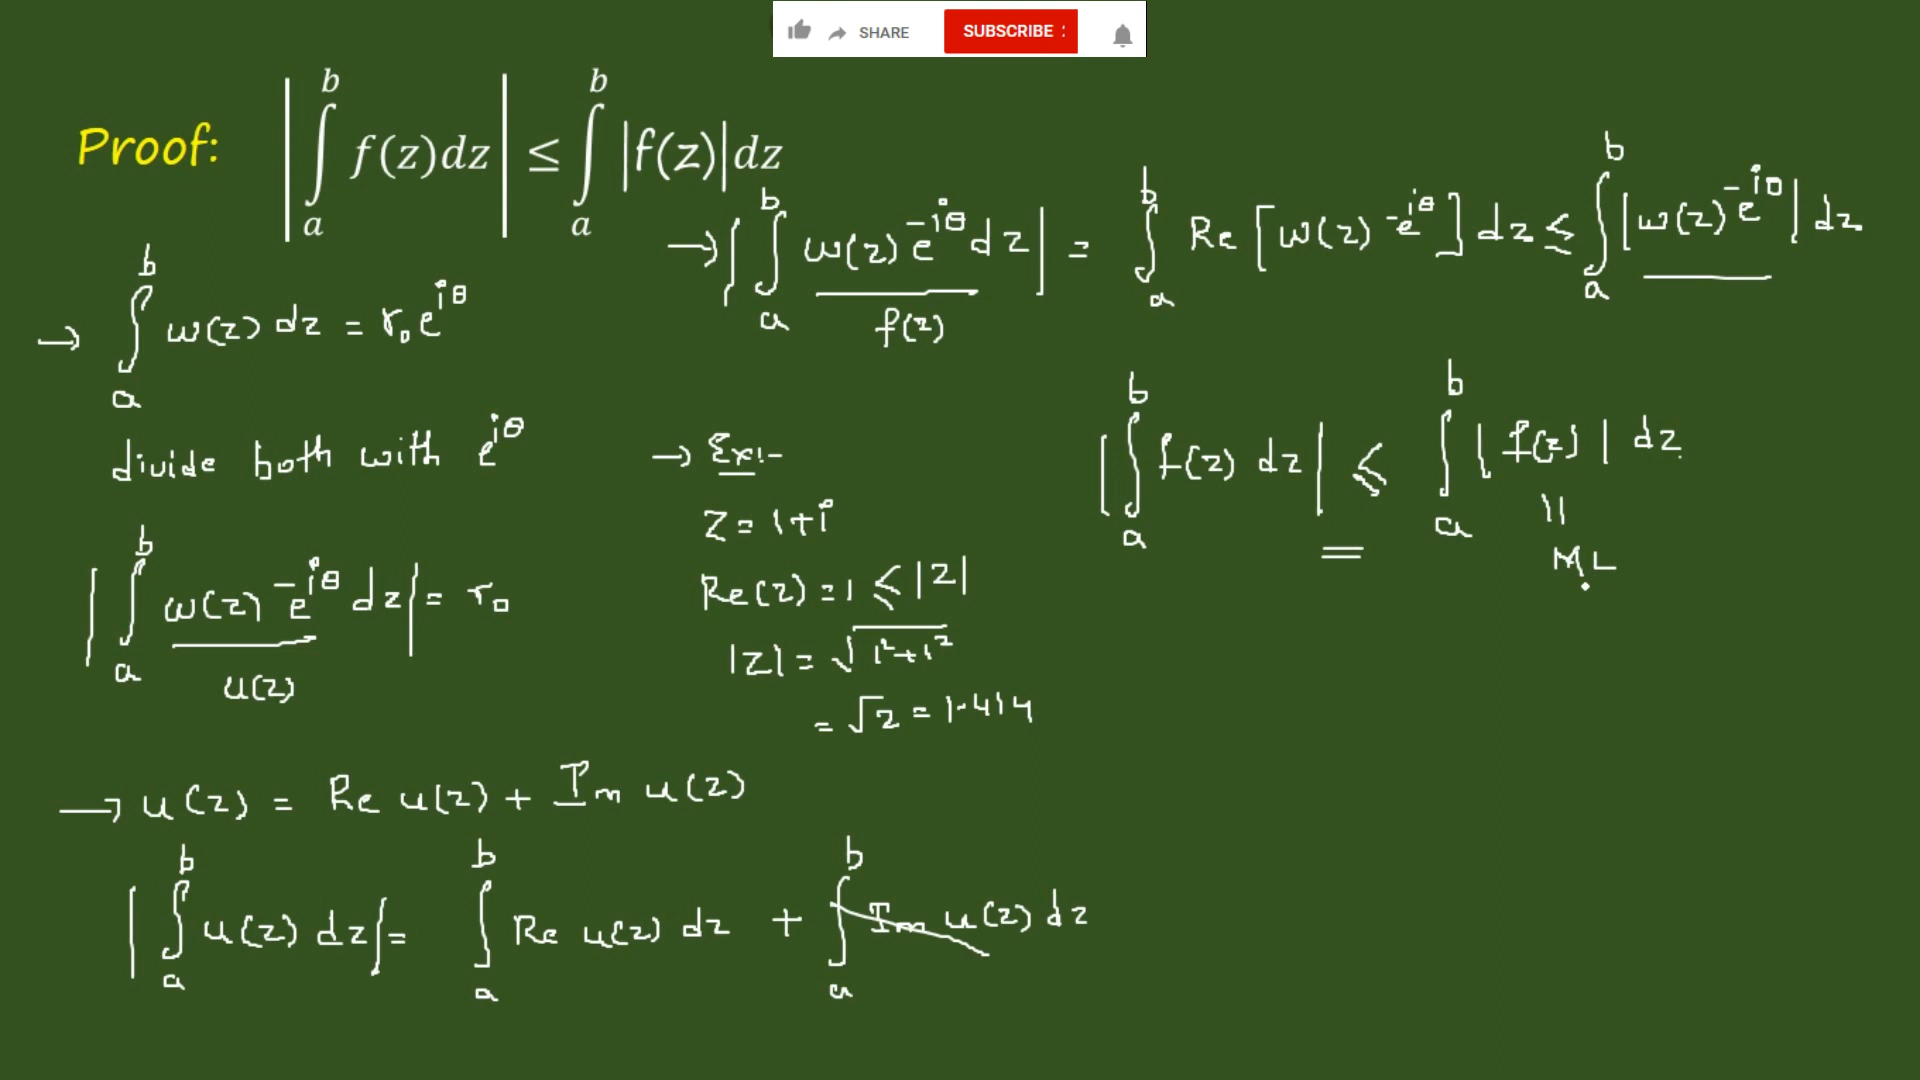 SHARE SUBSCRIBE
Proof: |∫_a^b f(z)dz| ≤ ∫_a^b |f(z)|dz
→ ∫_a^b w(z) dz = r₀ e^{iθ}
divide both with e^{iθ}
|∫_a^b w(z) ⁻e^{iθ} dz| = r₀
u(z)
→ u(z) = Re u(z) + Im u(z)
|∫_a^b u(z) dz| = ∫_a^b Re u(z) dz + ∫_a^b Im u(z) dz
→ |∫_a^b w(z) e^{-iθ} dz| = ∫_a^b Re [w(z) ⁻e^{iθ}] dz ≤ ∫_a^b |w(z) e^{-iθ}| dz
f(z)
→ Ex:-
z = 1+i
Re(z) = 1 ≤ |z|
|z| = √(1²+1²)
= √2 = 1.414
|∫_a^b f(z) dz| ≤ ∫_a^b |f(z)| dz
=
||
ML